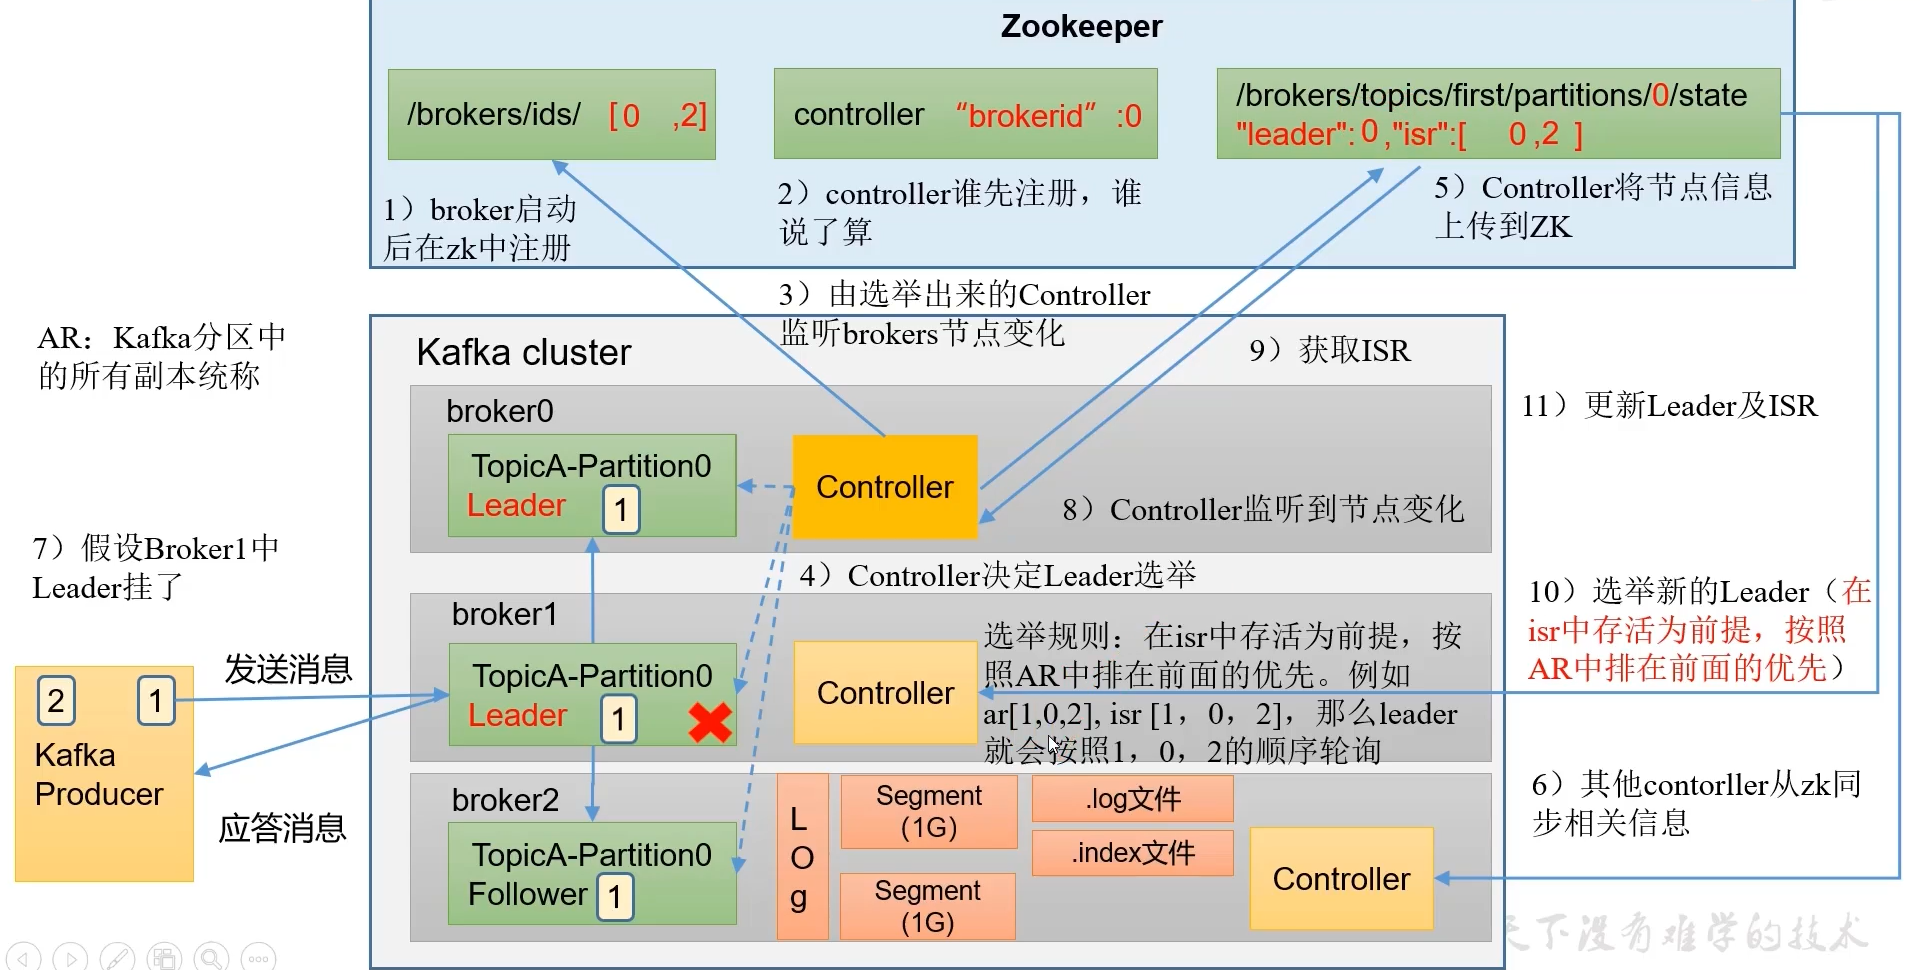 Zookeeper
/brokers/ids/ [ 0 ,2]
controller “brokerid” :0
/brokers/topics/first/partitions/0/state
"leader": 0 ,"isr":[ 0 ,2 ]
1）broker启动
后在zk中注册
2）controller谁先注册，谁
说了算
5）Controller将节点信息
上传到ZK
3）由选举出来的Controller
监听brokers节点变化
AR：Kafka分区中
的所有副本统称
Kafka cluster
9）获取ISR
11）更新Leader及ISR
broker0
TopicA-Partition0
Leader 1
Controller
8）Controller监听到节点变化
7）假设Broker1中
Leader挂了
4）Controller决定Leader选举
10）选举新的Leader（在
isr中存活为前提，按照
AR中排在前面的优先）
broker1
TopicA-Partition0
Leader 1
Controller
选举规则：在isr中存活为前提，按
照AR中排在前面的优先。例如
ar[1,0,2], isr [1，0，2]，那么leader
就会按照1，0，2的顺序轮询
发送消息
2 1
Kafka
Producer
应答消息
broker2
TopicA-Partition0
Follower 1
L
O
g
Segment
(1G)
Segment
(1G)
.log文件
.index文件
Controller
6）其他contorller从zk同
步相关信息
天下没有难学的技术